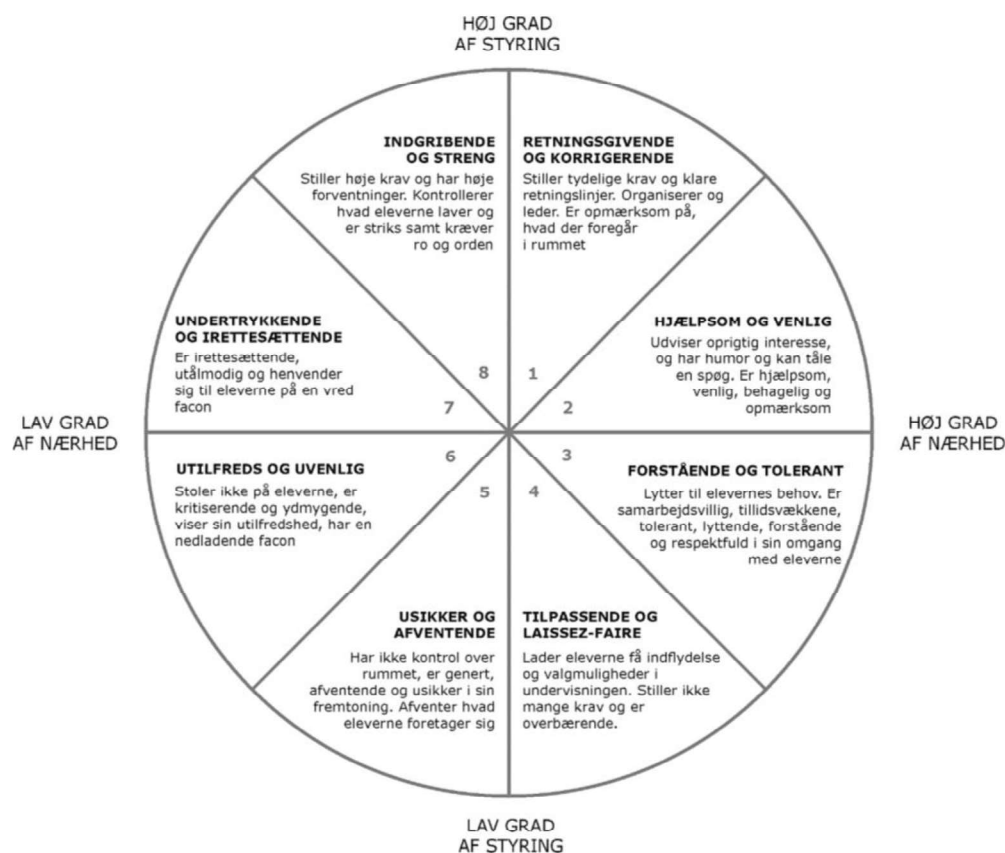 HØJ GRAD
AF STYRING
INDGRIBENDE
OG STRENG
Stiller høje krav og har høje
forventninger. Kontrollerer
hvad eleverne laver og
er striks samt kræver
ro og orden
RETNINGSGIVENDE
OG KORRIGERENDE
Stiller tydelige krav og klare
retningslinjer. Organiserer og
leder. Er opmærksom på,
hvad der foregår
i rummet
UNDERTRYKKENDE
OG IRETTESÆTTENDE
Er irettesættende,
utålmodig og henvender
sig til eleverne på en vred
facon
HJÆLPSOM OG VENLIG
Udviser oprigtig interesse,
og har humor og kan tåle
en spøg. Er hjælpsom,
venlig, behagelig og
opmærksom
8
1
7
2
LAV GRAD
AF NÆRHED
HØJ GRAD
AF NÆRHED
6
3
5
4
UTILFREDS OG UVENLIG
Stoler ikke på eleverne, er
kritiserende og ydmygende,
viser sin utilfredshed, har en
nedladende facon
FORSTÅENDE OG TOLERANT
Lytter til elevernes behov. Er
samarbejdsvillig, tillidsvækkene,
tolerant, lyttende, forstående
og respektfuld i sin omgang
med eleverne
USIKKER OG
AFVENTENDE
Har ikke kontrol over
rummet, er genert,
afventende og usikker i sin
fremtoning. Afventer hvad
eleverne foretager sig
TILPASSENDE OG
LAISSEZ-FAIRE
Lader eleverne få indflydelse
og valgmuligheder i
undervisningen. Stiller ikke
mange krav og er
overbærende.
LAV GRAD
AF STYRING